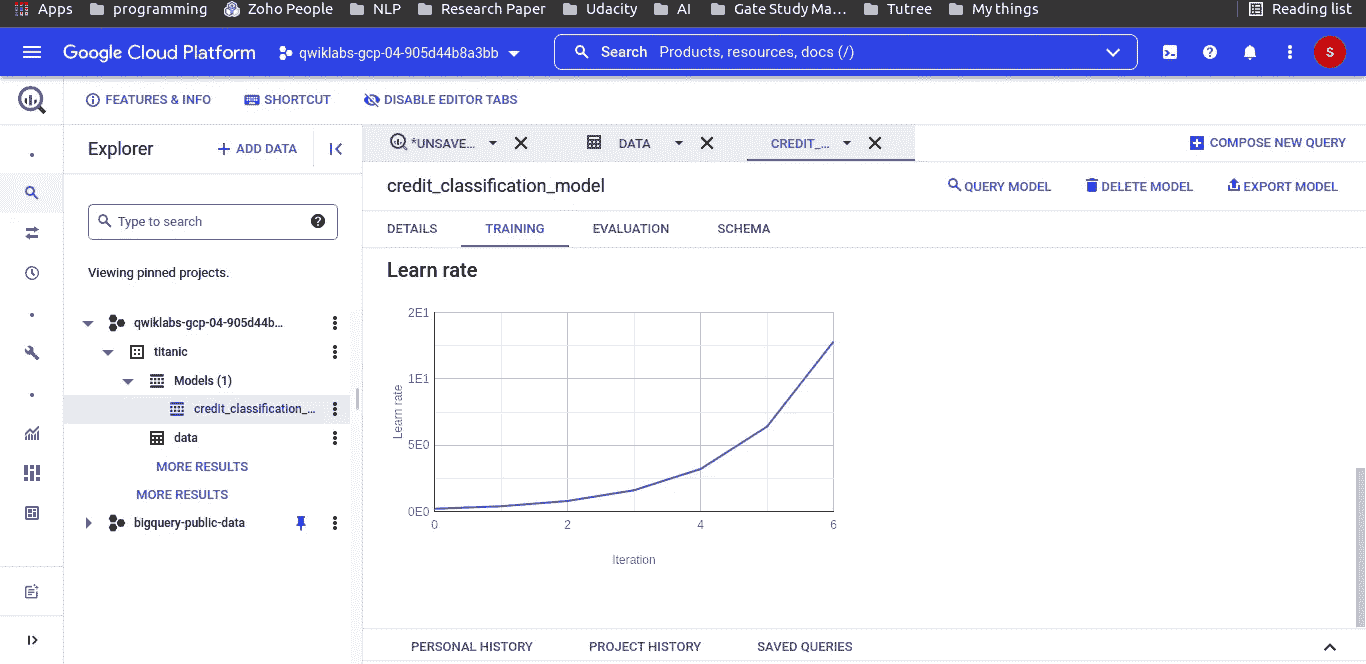 Apps programming Zoho People NLP Research Paper Udacity AI Gate Study Ma... Tutree My things Reading list
Google Cloud Platform qwiklabs-gcp-04-905d44b8a3bb Search Products, resources, docs (/) S
FEATURES & INFO SHORTCUT DISABLE EDITOR TABS
Explorer + ADD DATA
*UNSAVE... DATA CREDIT_... COMPOSE NEW QUERY
credit_classification_model QUERY MODEL DELETE MODEL EXPORT MODEL
Type to search
DETAILS TRAINING EVALUATION SCHEMA
Viewing pinned projects.
Learn rate
qwiklabs-gcp-04-905d44b...
titanic
Models (1)
credit_classification_...
data
MORE RESULTS
MORE RESULTS
bigquery-public-data
2E1
1E1
5E0
0E0
Learn rate
0 2 4 6
Iteration
PERSONAL HISTORY PROJECT HISTORY SAVED QUERIES